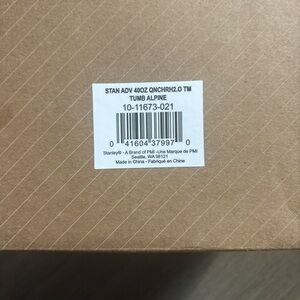 STAN ADV 40OZ QNCHRH2.O TM
TUMB ALPINE
10-11673-021
0 41604 37997 0
Stanley® - A Brand of PMI -Une Marque de PMI
Seattle, WA 98121
Made in China - Fabriqué en Chine